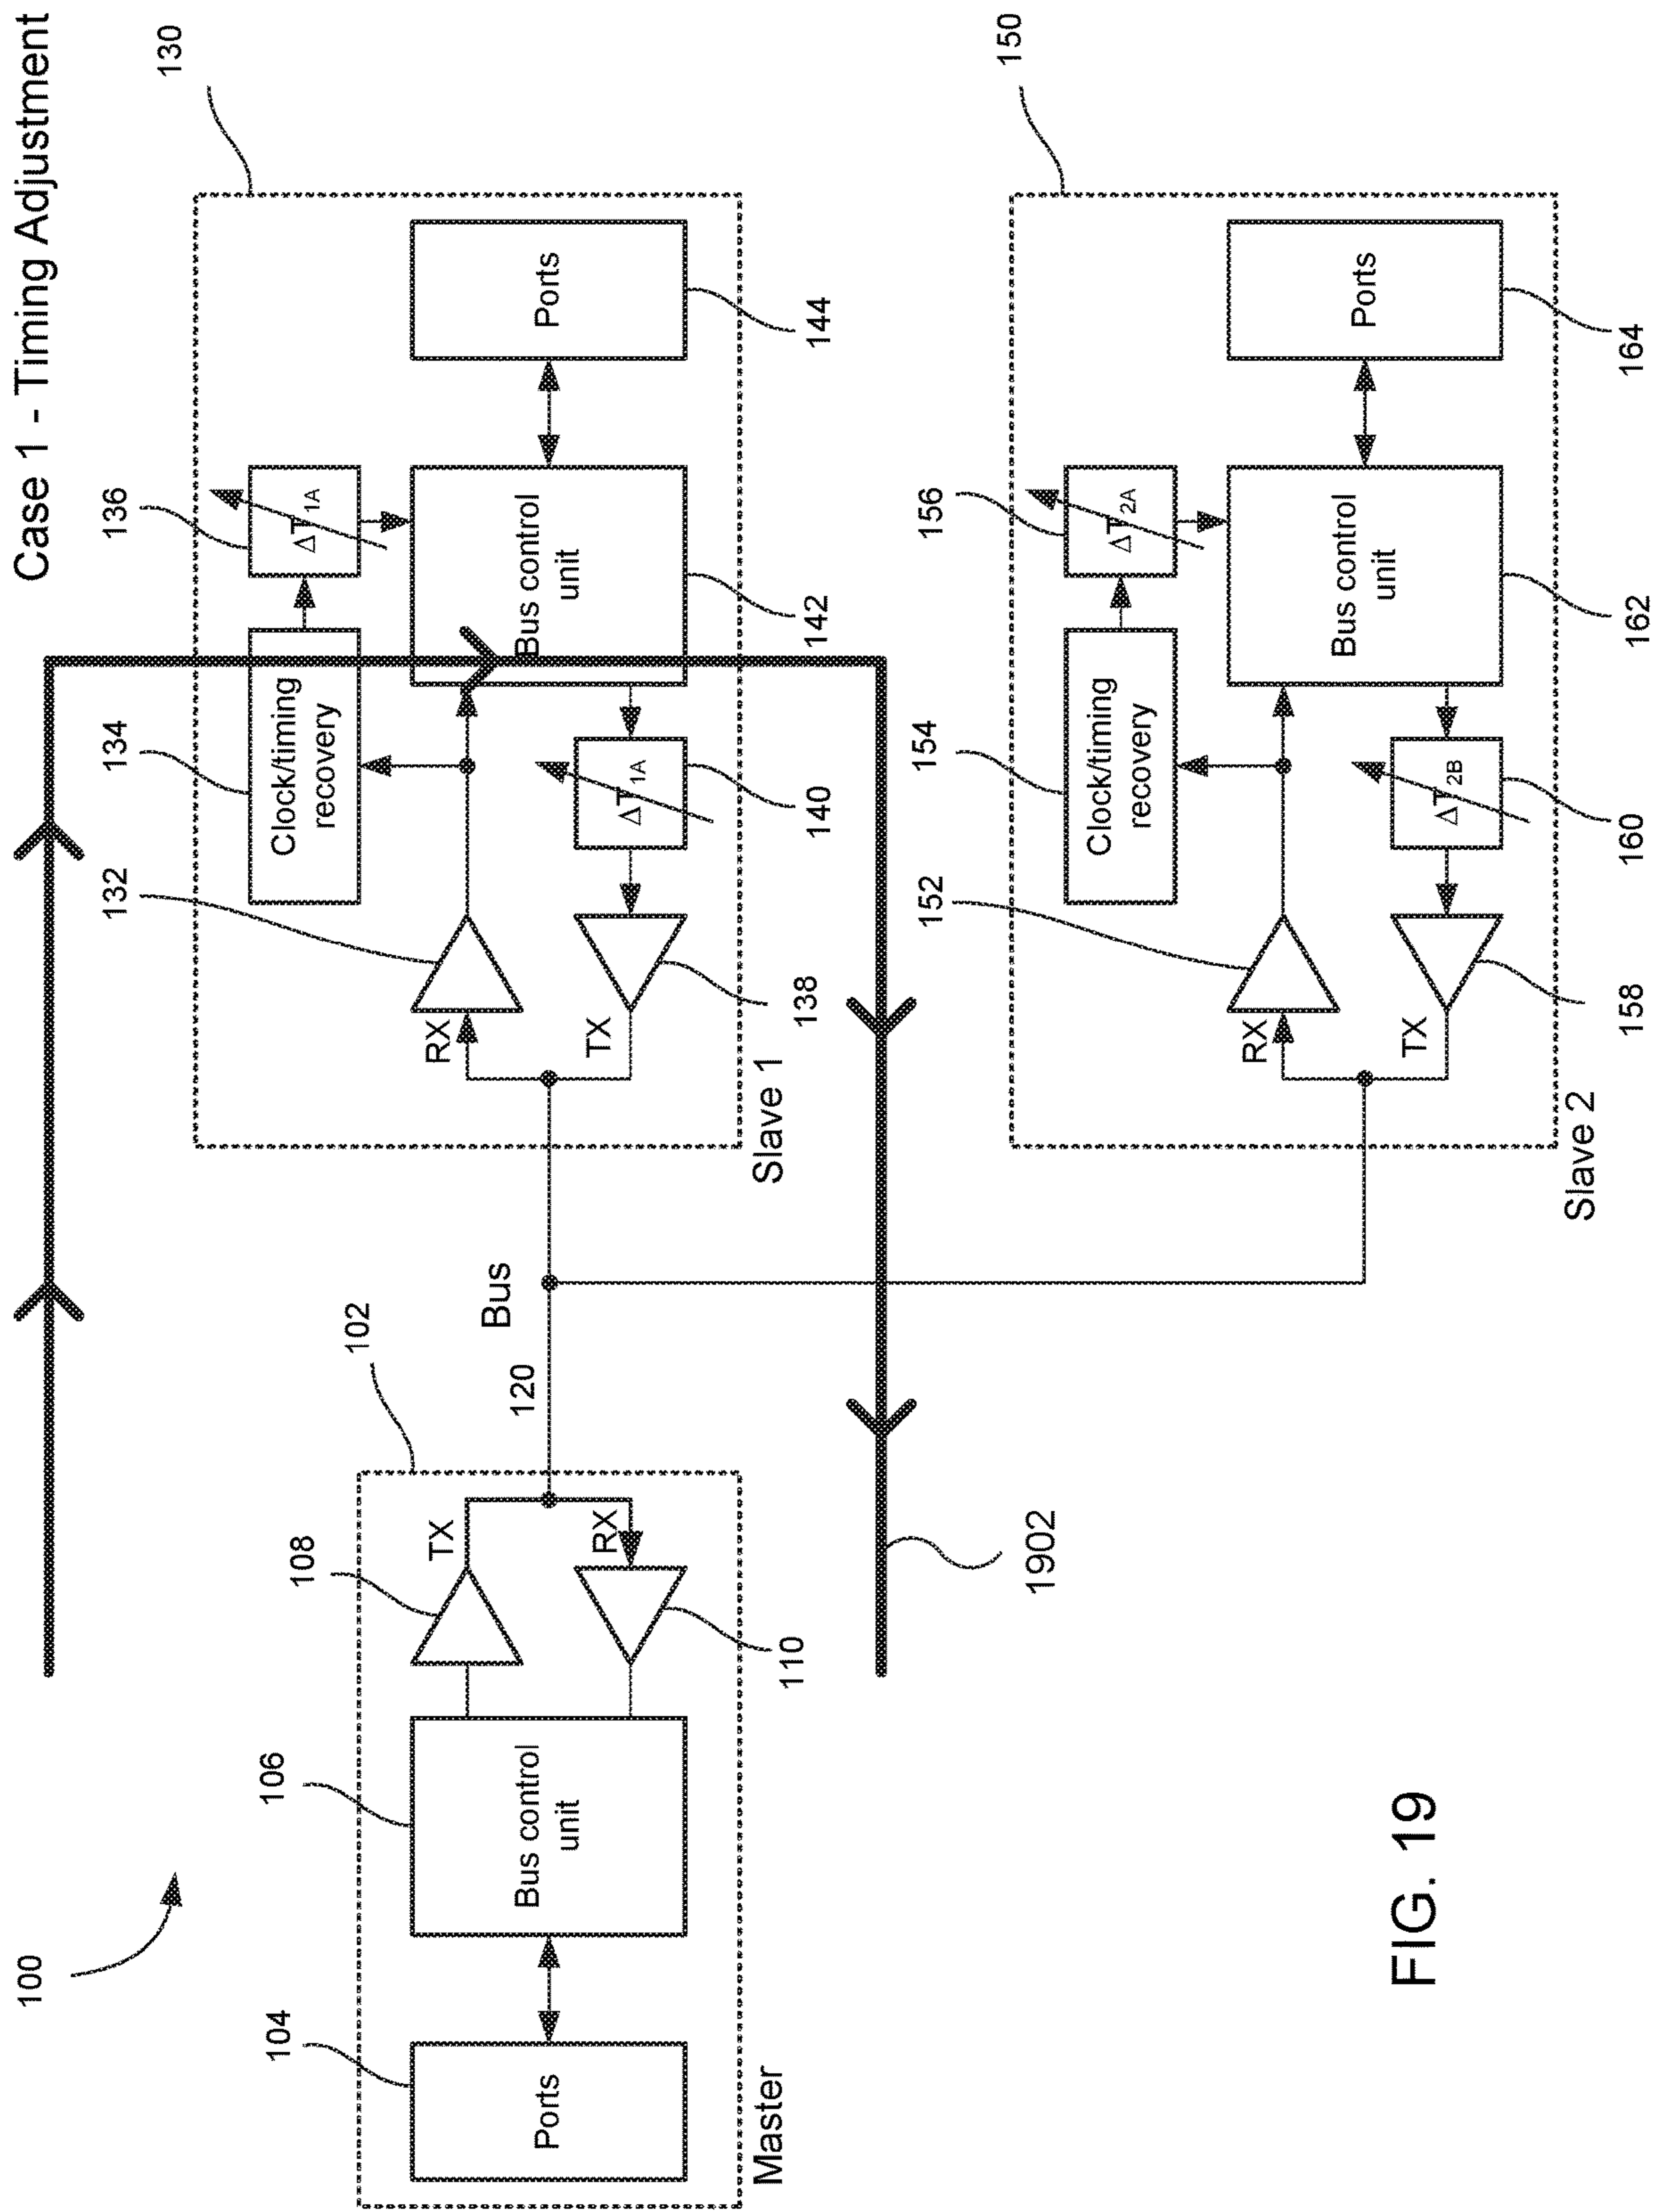 Case 1 - Timing Adjustment
100
130
134
136
132
Clock/timing
recovery
ΔT1A
RX
Bus control
unit
Ports
ΔT1A
TX
138
140
142
144
Slave 1
102
104
106
108
TX
Ports
Bus control
unit
RX
110
Master
120
Bus
1902
150
152
154
156
Clock/timing
recovery
ΔT2A
RX
Bus control
unit
Ports
ΔT2B
TX
158
160
162
164
Slave 2
FIG. 19